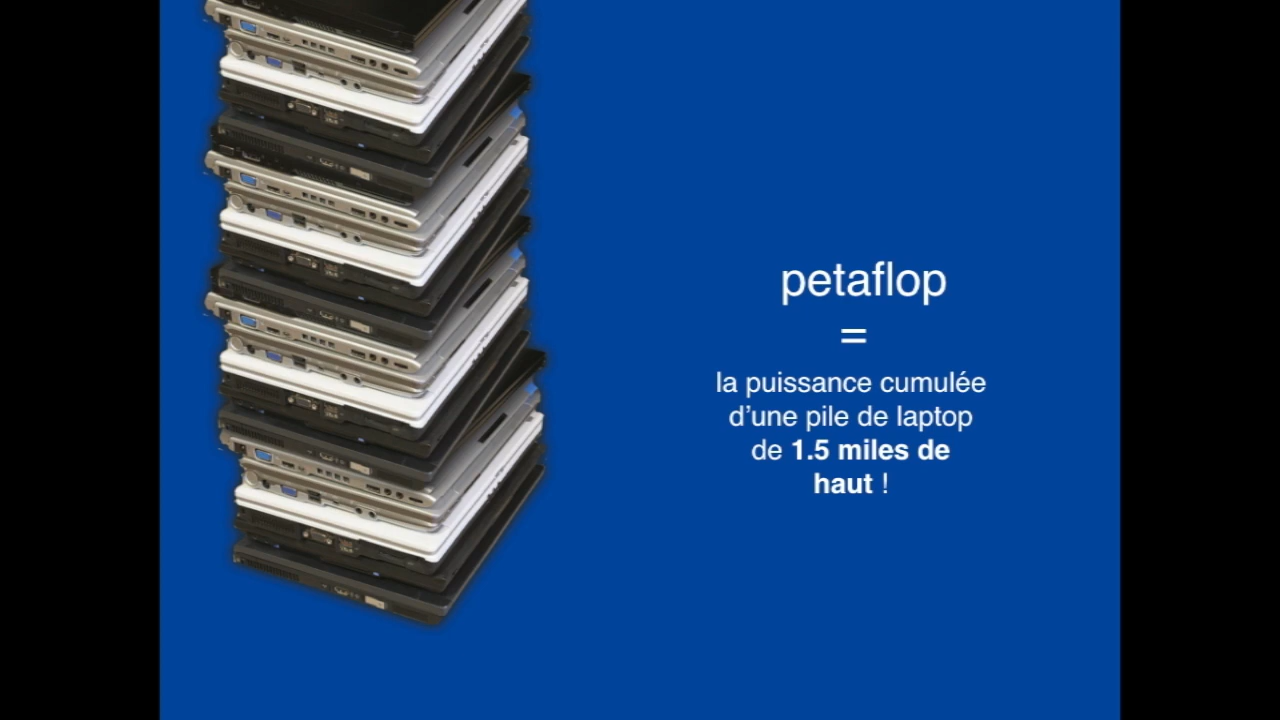 petaflop
=
la puissance cumulée
d’une pile de laptop
de 1.5 miles de
haut !